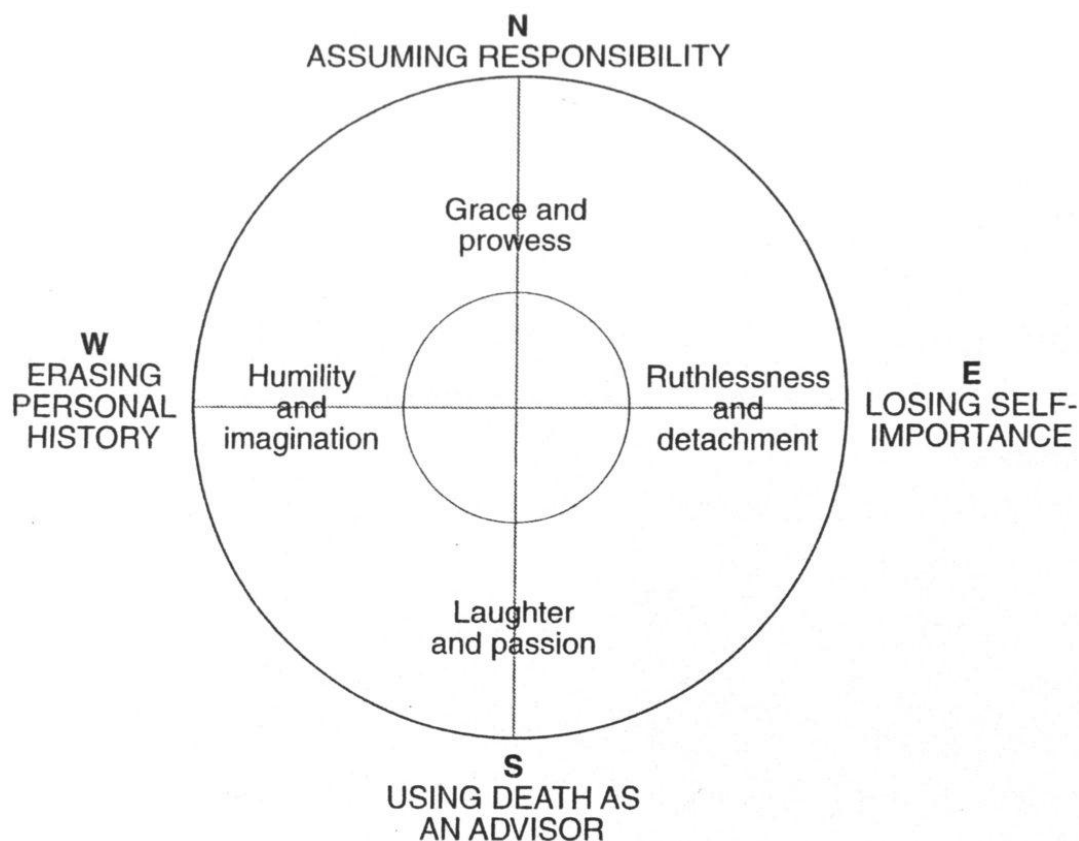 N
ASSUMING RESPONSIBILITY
Grace and
prowess
W
ERASING
PERSONAL
HISTORY
Humility
and
imagination
Ruthlessness
and
detachment
E
LOSING SELF-
IMPORTANCE
Laughter
and passion
S
USING DEATH AS
AN ADVISOR